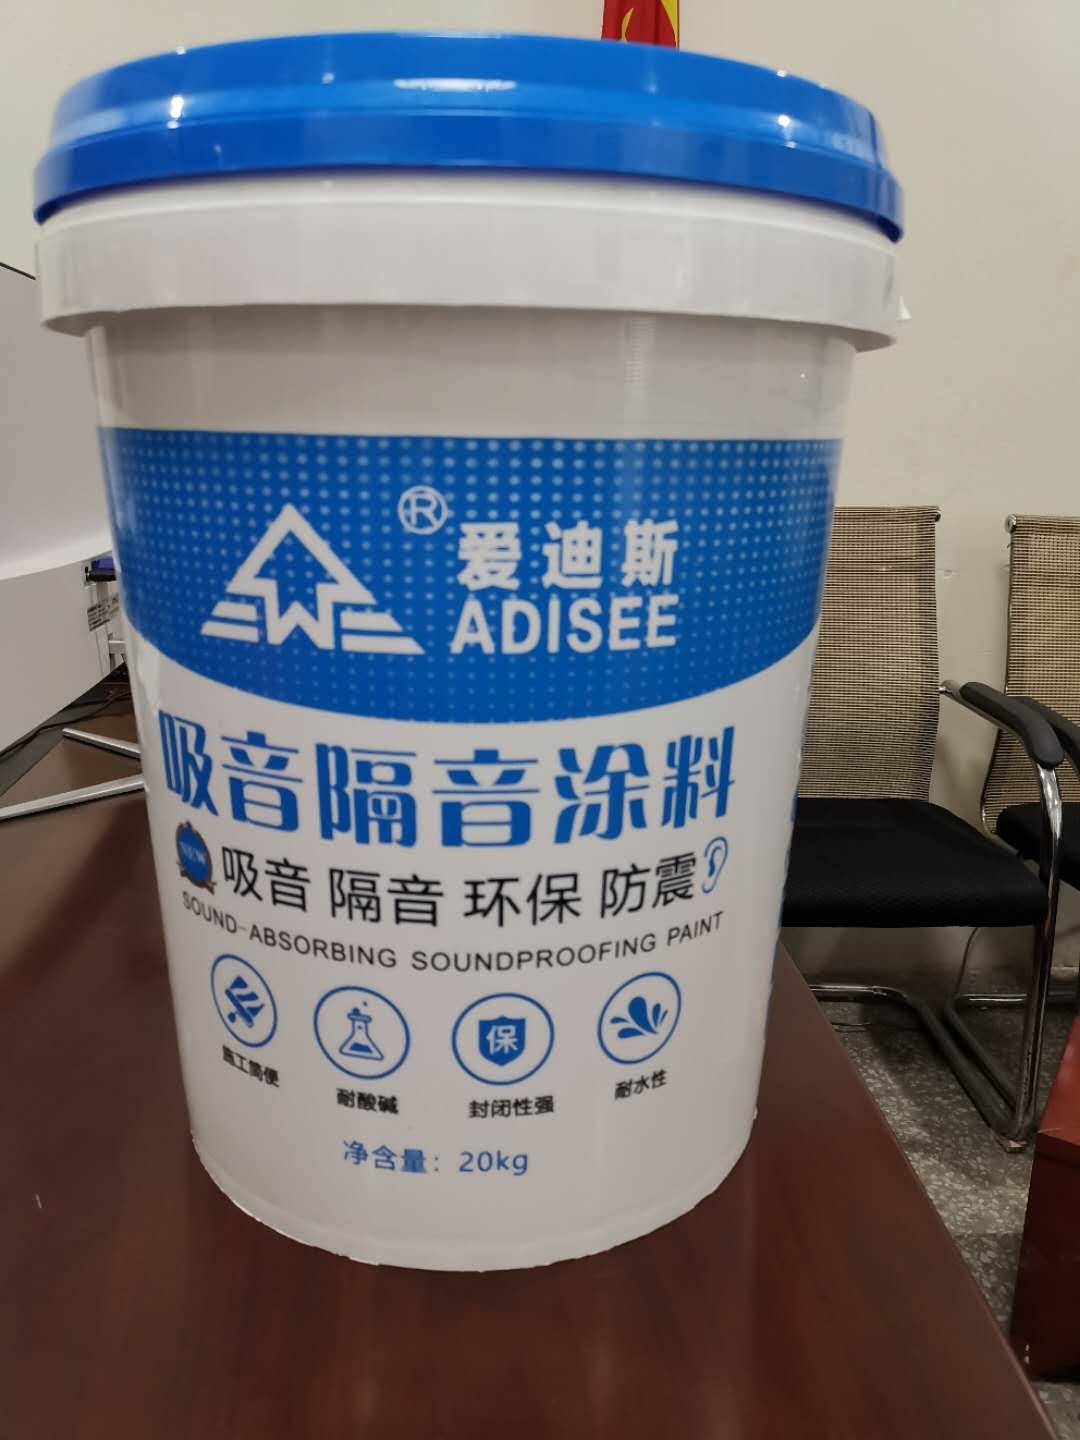 ®
爱迪斯
ADISEE
吸音隔音涂料
NEW
吸音 隔音 环保 防震
SOUND-ABSORBING SOUNDPROOFING PAINT
保
施工简便
耐酸碱
封闭性强
耐水性
净含量：20kg